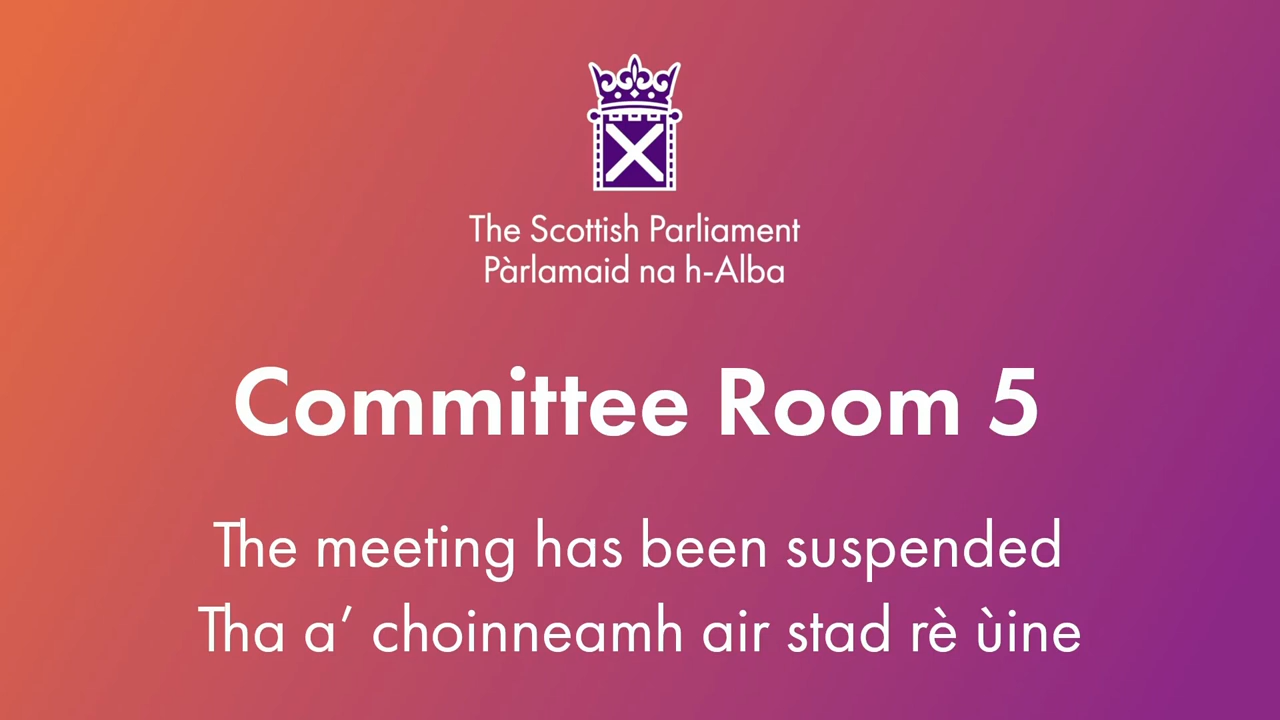 The Scottish Parliament
Pàrlamaid na h-Alba
Committee Room 5
The meeting has been suspended
Tha a’ choinneamh air stad rè ùine